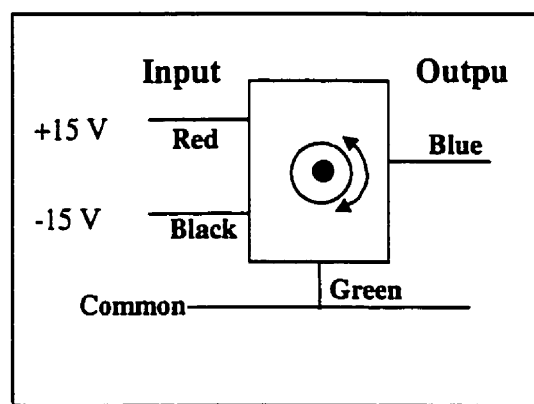 Input Outpu
+15 V
Red
Blue
-15 V
Black
Green
Common